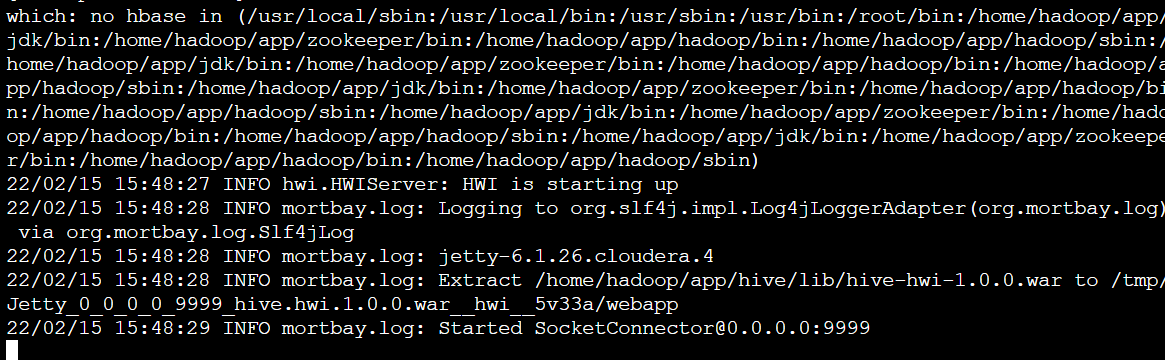 which: no hbase in (/usr/local/sbin:/usr/local/bin:/usr/sbin:/usr/bin:/root/bin:/home/hadoop/app/
jdk/bin:/home/hadoop/app/zookeeper/bin:/home/hadoop/app/hadoop/bin:/home/hadoop/app/hadoop/sbin:/
home/hadoop/app/jdk/bin:/home/hadoop/app/zookeeper/bin:/home/hadoop/app/hadoop/bin:/home/hadoop/a
pp/hadoop/sbin:/home/hadoop/app/jdk/bin:/home/hadoop/app/zookeeper/bin:/home/hadoop/app/hadoop/bi
n:/home/hadoop/app/hadoop/sbin:/home/hadoop/app/jdk/bin:/home/hadoop/app/zookeeper/bin:/home/hado
op/app/hadoop/bin:/home/hadoop/app/hadoop/sbin:/home/hadoop/app/jdk/bin:/home/hadoop/app/zookeepe
r/bin:/home/hadoop/app/hadoop/bin:/home/hadoop/app/hadoop/sbin)
22/02/15 15:48:27 INFO hwi.HWIServer: HWI is starting up
22/02/15 15:48:28 INFO mortbay.log: Logging to org.slf4j.impl.Log4jLoggerAdapter(org.mortbay.log)
via org.mortbay.log.Slf4jLog
22/02/15 15:48:28 INFO mortbay.log: jetty-6.1.26.cloudera.4
22/02/15 15:48:28 INFO mortbay.log: Extract /home/hadoop/app/hive/lib/hive-hwi-1.0.0.war to /tmp/
Jetty_0_0_0_0_9999_hive.hwi.1.0.0.war__hwi__5v33a/webapp
22/02/15 15:48:29 INFO mortbay.log: Started SocketConnector@0.0.0.0:9999